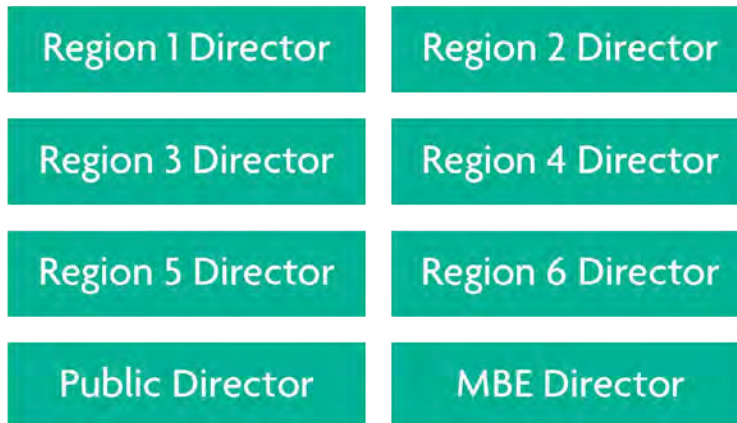 Region 1 Director
Region 2 Director
Region 3 Director
Region 4 Director
Region 5 Director
Region 6 Director
Public Director
MBE Director